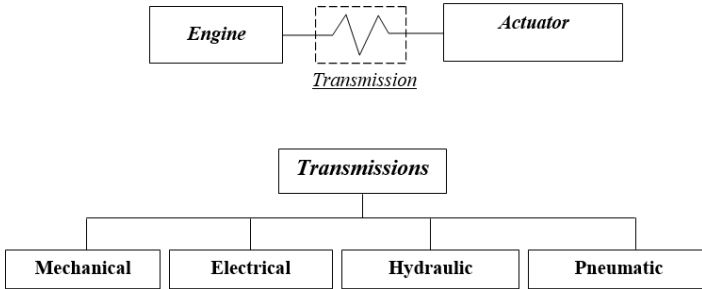 Engine
Actuator
Transmission
Transmissions
Mechanical
Electrical
Hydraulic
Pneumatic